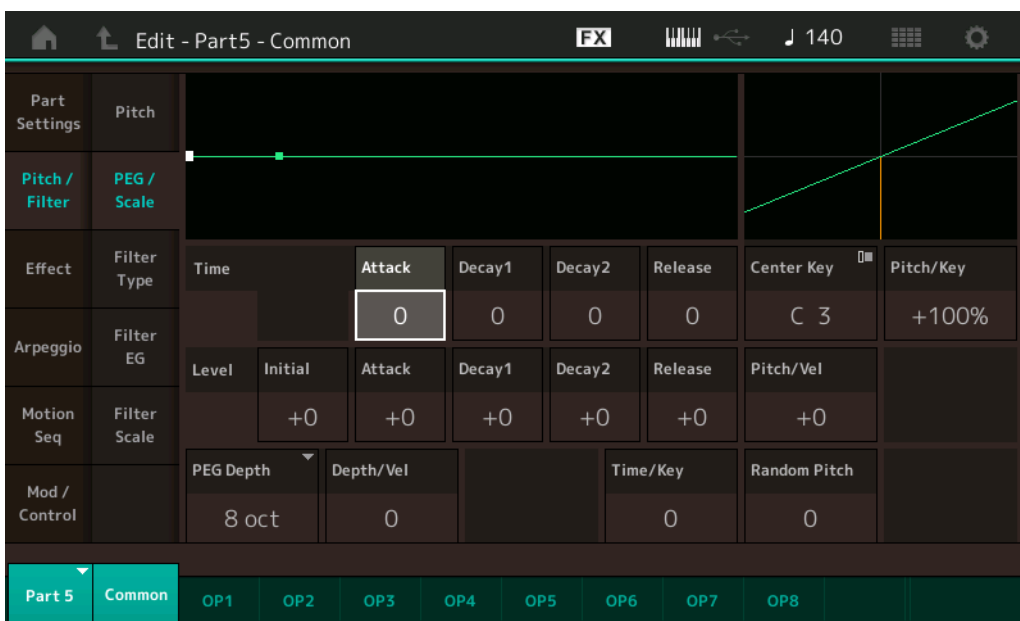 Edit - Part5 - Common FX ♩ 140
Part
Settings
Pitch /
Filter
Effect
Arpeggio
Motion
Seq
Mod /
Control
Pitch
PEG /
Scale
Filter
Type
Filter
EG
Filter
Scale
Time Attack Decay1 Decay2 Release Center Key Pitch/Key
0 0 0 0 C 3 +100%
Level Initial Attack Decay1 Decay2 Release Pitch/Vel
+0 +0 +0 +0 +0 +0
PEG Depth Depth/Vel Time/Key Random Pitch
8 oct 0 0 0
Part 5 Common OP1 OP2 OP3 OP4 OP5 OP6 OP7 OP8